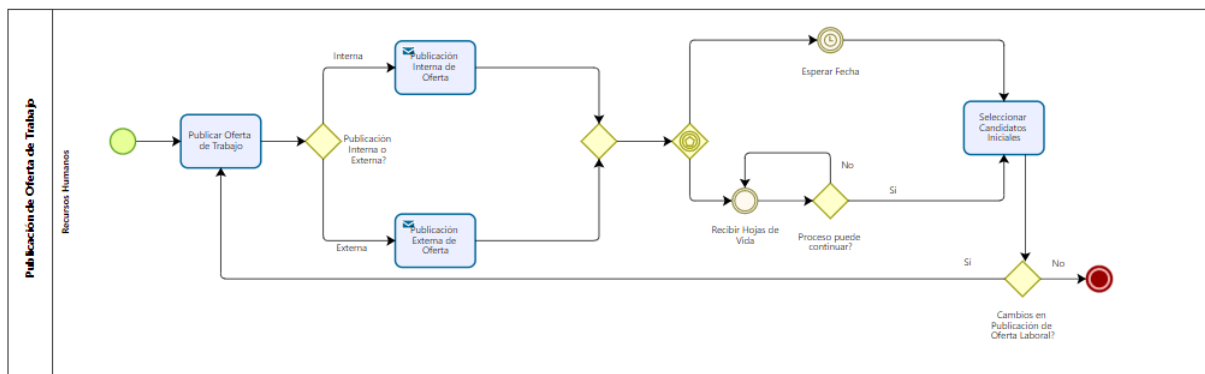 Publicación de Oferta de Trabajo
Recursos Humanos
Publicar Oferta
de Trabajo
Interna
Publicación
Interna o
Externa?
Externa
Publicación
Interna de
Oferta
Publicación
Externa de
Oferta
Esperar Fecha
Recibir Hojas de
Vida
No
Si
Proceso puede
continuar?
Seleccionar
Candidatos
Iniciales
Si
No
Cambios en
Publicación de
Oferta Laboral?